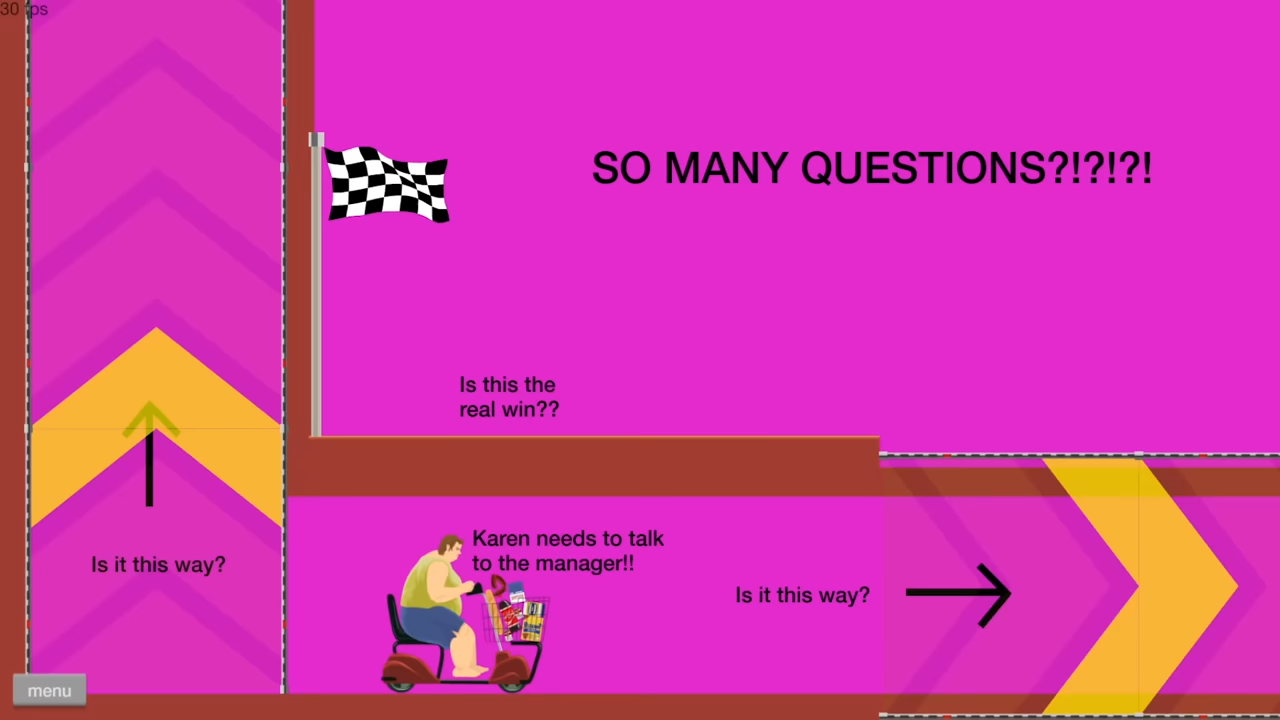 30 fps
SO MANY QUESTIONS?!?!?!
Is this the
real win??
Karen needs to talk
to the manager!!
Is it this way?
Is it this way?
menu